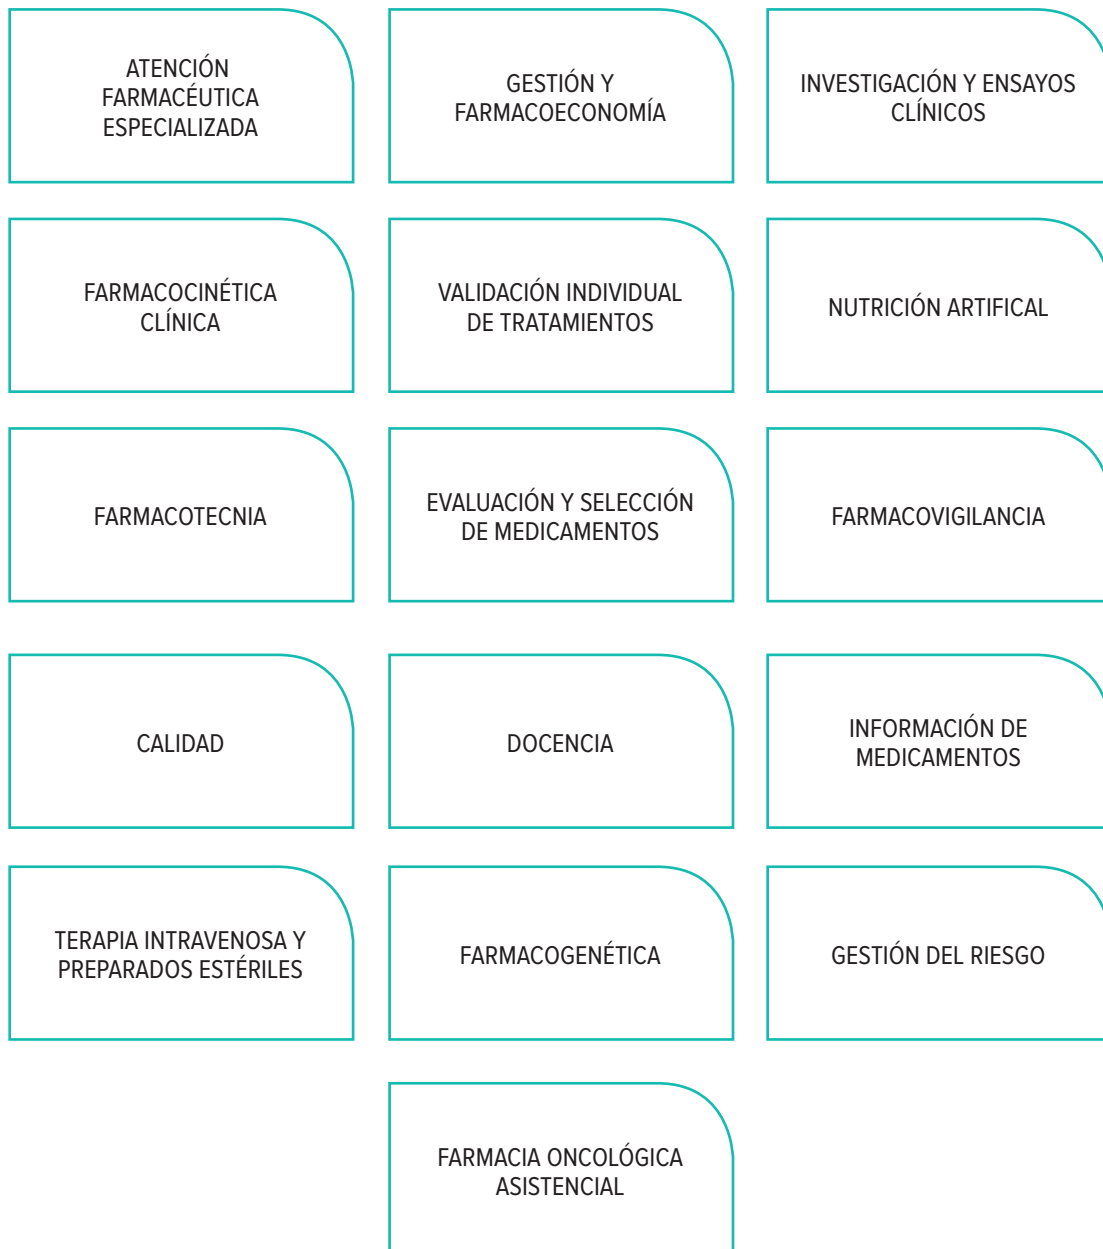 ATENCIÓN
FARMACÉUTICA
ESPECIALIZADA
GESTIÓN Y
FARMACOECONOMÍA
INVESTIGACIÓN Y ENSAYOS
CLÍNICOS
FARMACOCINÉTICA
CLÍNICA
VALIDACIÓN INDIVIDUAL
DE TRATAMIENTOS
NUTRICIÓN ARTIFICAL
FARMACOTECNIA
EVALUACIÓN Y SELECCIÓN
DE MEDICAMENTOS
FARMACOVIGILANCIA
CALIDAD
DOCENCIA
INFORMACIÓN DE
MEDICAMENTOS
TERAPIA INTRAVENOSA Y
PREPARADOS ESTÉRILES
FARMACOGENÉTICA
GESTIÓN DEL RIESGO
FARMACIA ONCOLÓGICA
ASISTENCIAL